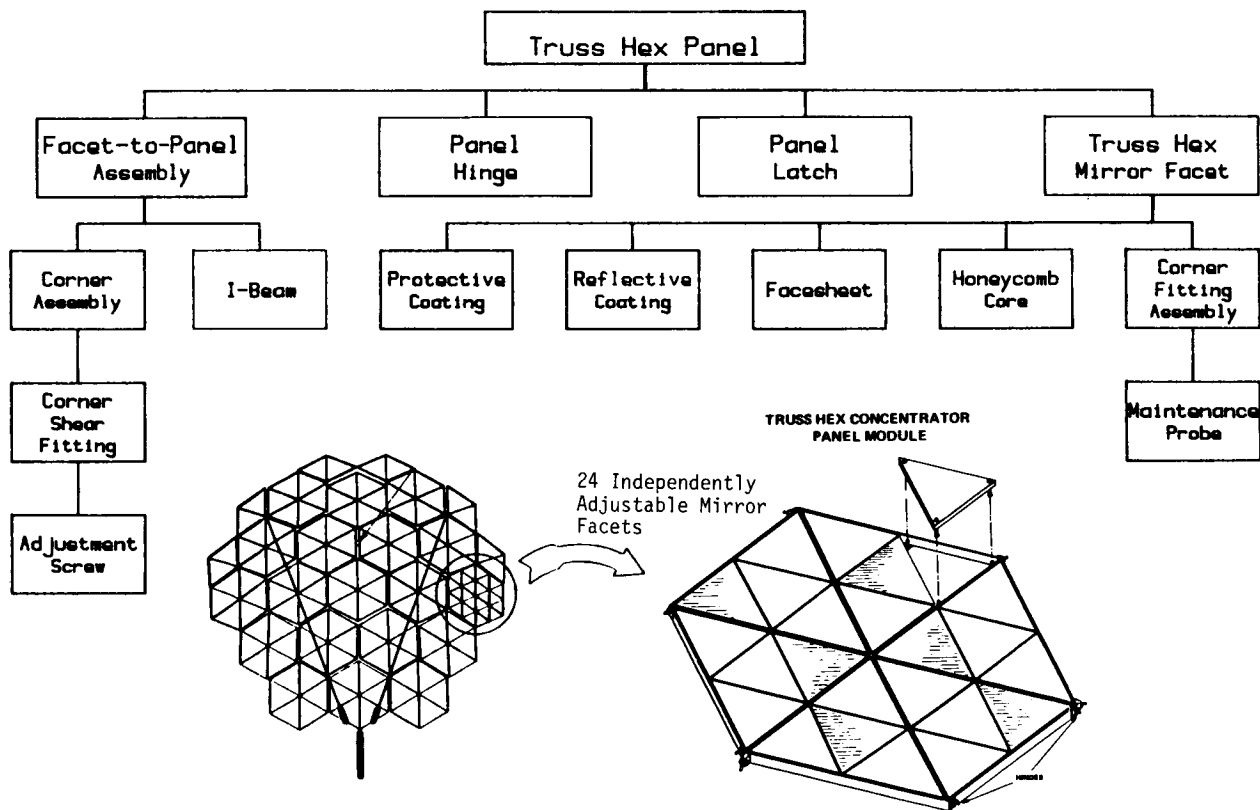 Truss Hex Panel
Facet-to-Panel
Assembly
Panel
Hinge
Panel
Latch
Truss Hex
Mirror Facet
Corner
Assembly
I-Beam
Protective
Coating
Reflective
Coating
Facesheet
Honeycomb
Core
Corner
Fitting
Assembly
Corner
Shear
Fitting
Maintenance
Probe
Adjustment
Screw
TRUSS HEX CONCENTRATOR
PANEL MODULE
24 Independently
Adjustable Mirror
Facets